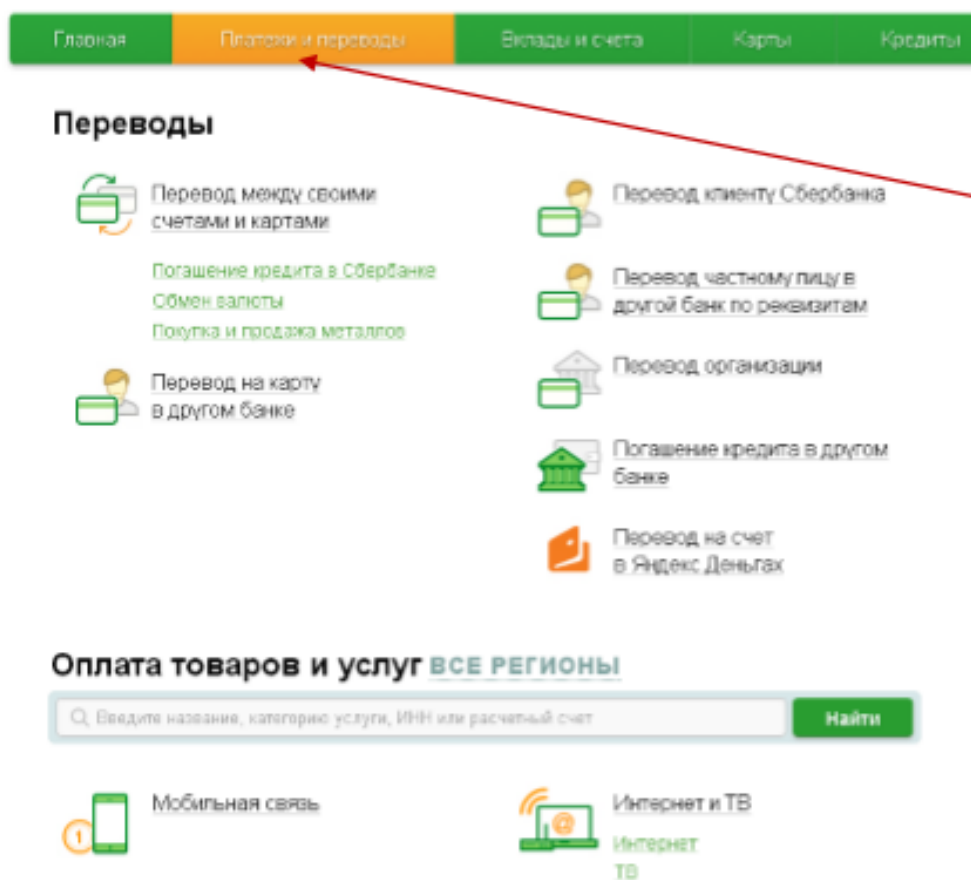 Главная
Платежи и переводы
Вклады и счета
Карты
Кредиты
Переводы
Перевод между своими
счетами и картами
Погашение кредита в Сбербанке
Обмен валюты
Покупка и продажа металлов
Перевод на карту
в другом банке
Перевод клиенту Сбербанка
Перевод частному лицу в
другой банк по реквизитам
Перевод организации
Погашение кредита в другом
банке
Перевод на счет
в Яндекс Деньгах
Оплата товаров и услуг ВСЕ РЕГИОНЫ
Введите название, категорию услуги, ИНН или расчетный счет
Найти
Мобильная связь
Интернет и ТВ
Интернет
ТВ